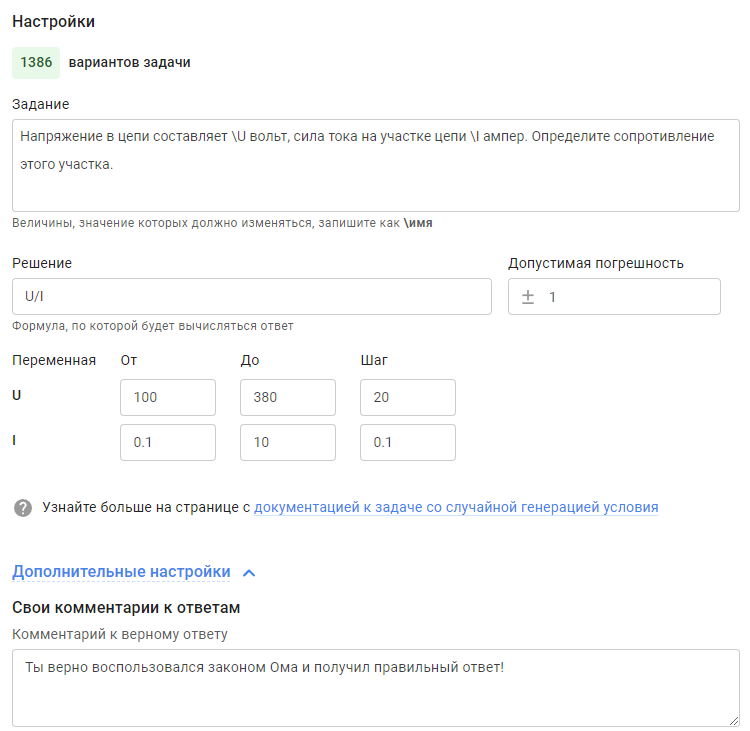 Настройки
1386 вариантов задачи
Задание
Напряжение в цепи составляет \U вольт, сила тока на участке цепи \I ампер. Определите сопротивление
этого участка.
Величины, значение которых должно изменяться, запишите как \имя
Решение Допустимая погрешность
U/I ± 1
Формула, по которой будет вычисляться ответ
Переменная От До Шаг
U 100 380 20
I 0.1 10 0.1
? Узнайте больше на странице с документацией к задаче со случайной генерацией условия
Дополнительные настройки
Свои комментарии к ответам
Комментарий к верному ответу
Ты верно воспользовался законом Ома и получил правильный ответ!